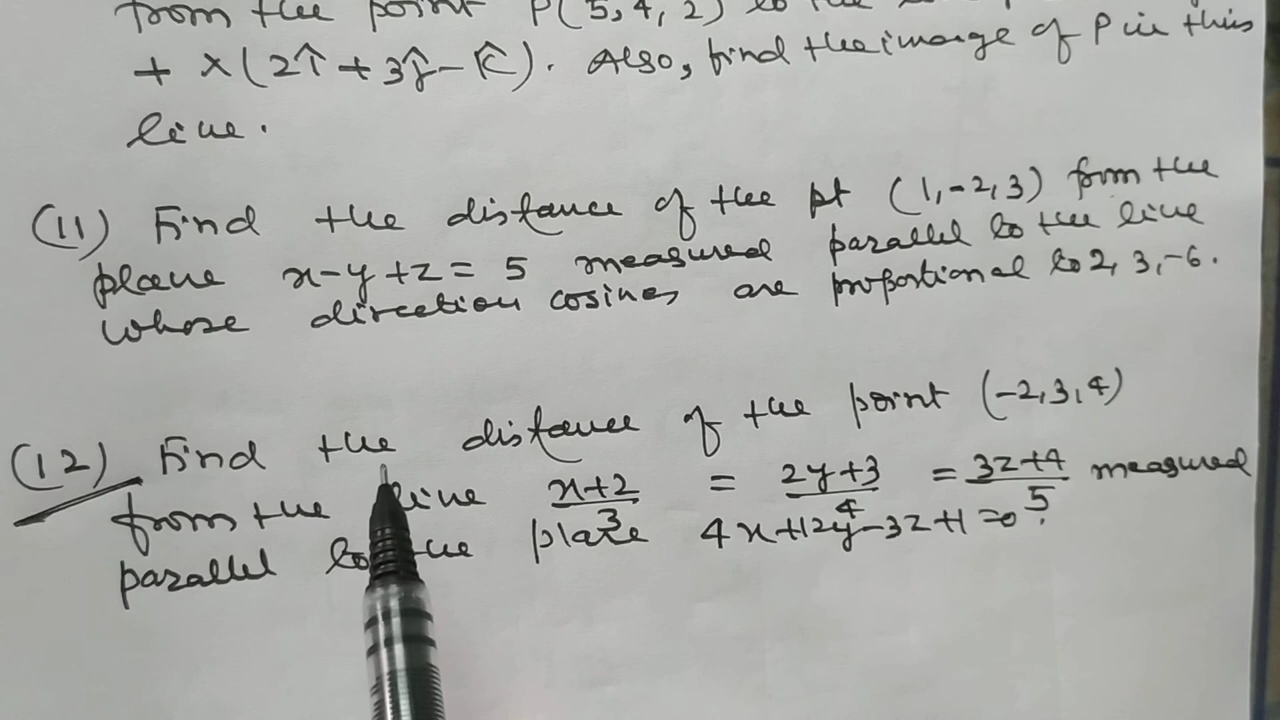 from the point P(5,4,2) to the
+ λ(2î + 3ĵ - k̂). Also, find the image of P in this
line.
(11) Find the distance of the pt (1,-2,3) from the
plane x-y+z = 5 measured parallel to the line
whose direction cosines are proportional to 2, 3, -6.
(12) Find the distance of the point (-2,3,4)
from the line (x+2)/3 = (2y+3)/4 = (3z+4)/5 measured
parallel to the plane 4x+12y-3z+1=0.